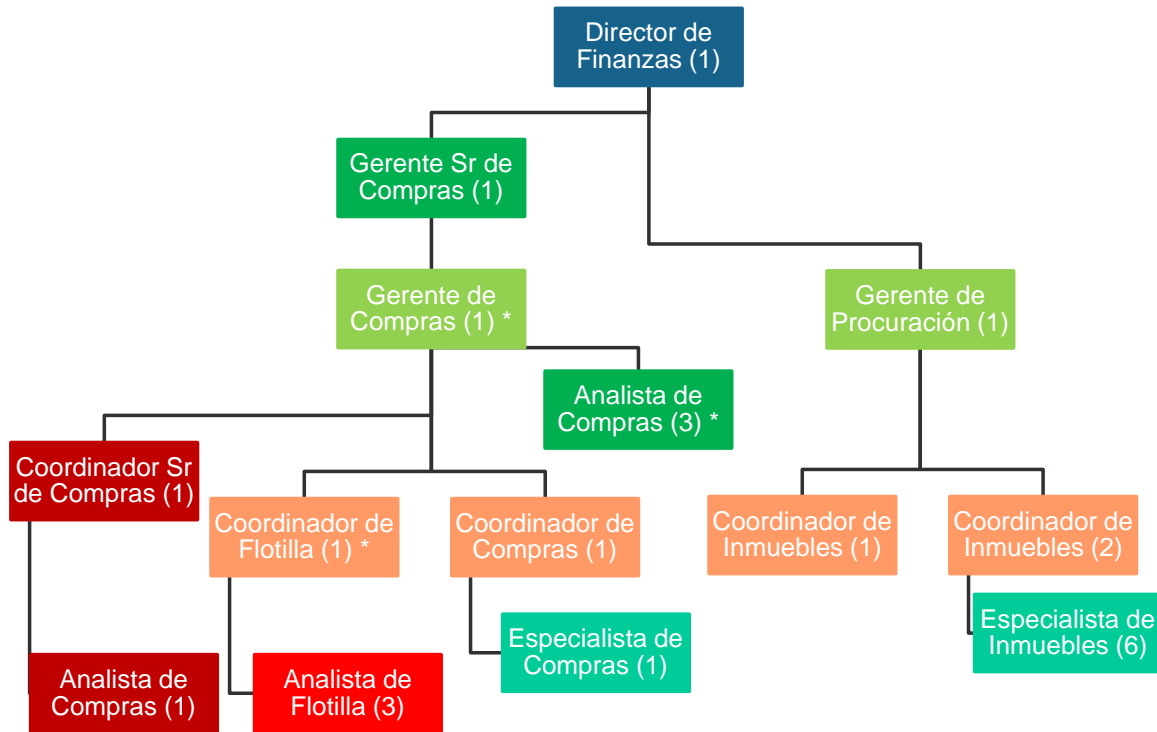 Director de
Finanzas (1)
Gerente Sr de
Compras (1)
Gerente de
Compras (1) *
Gerente de
Procuración (1)
Analista de
Compras (3) *
Coordinador Sr
de Compras (1)
Coordinador de
Flotilla (1) *
Coordinador de
Compras (1)
Coordinador de
Inmuebles (1)
Coordinador de
Inmuebles (2)
Especialista de
Compras (1)
Especialista de
Inmuebles (6)
Analista de
Compras (1)
Analista de
Flotilla (3)